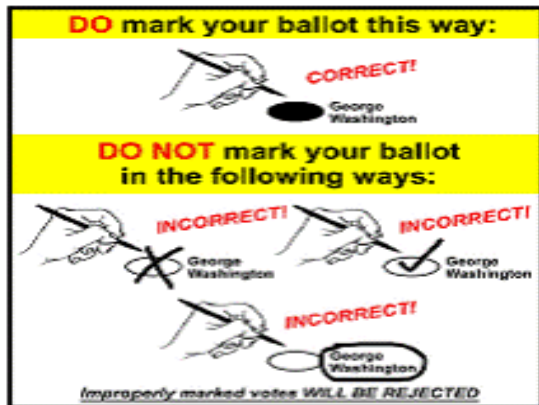 DO mark your ballot this way:
CORRECT!
George
Washington
DO NOT mark your ballot
in the following ways:
INCORRECT!
George
Washington
INCORRECT!
George
Washington
INCORRECT!
George
Washington
Improperly marked votes WILL BE REJECTED